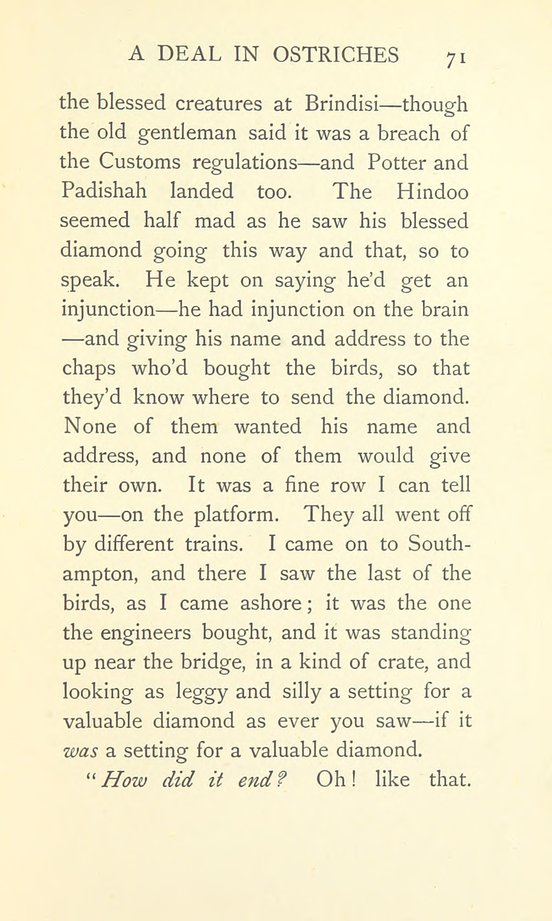 A DEAL IN OSTRICHES 71
the blessed creatures at Brindisi—though
the old gentleman said it was a breach of
the Customs regulations—and Potter and
Padishah landed too. The Hindoo
seemed half mad as he saw his blessed
diamond going this way and that, so to
speak. He kept on saying he'd get an
injunction—he had injunction on the brain
—and giving his name and address to the
chaps who'd bought the birds, so that
they'd know where to send the diamond.
None of them wanted his name and
address, and none of them would give
their own. It was a fine row I can tell
you—on the platform. They all went off
by different trains. I came on to South-
ampton, and there I saw the last of the
birds, as I came ashore; it was the one
the engineers bought, and it was standing
up near the bridge, in a kind of crate, and
looking as leggy and silly a setting for a
valuable diamond as ever you saw—if it
was a setting for a valuable diamond.
"How did it end? Oh! like that.